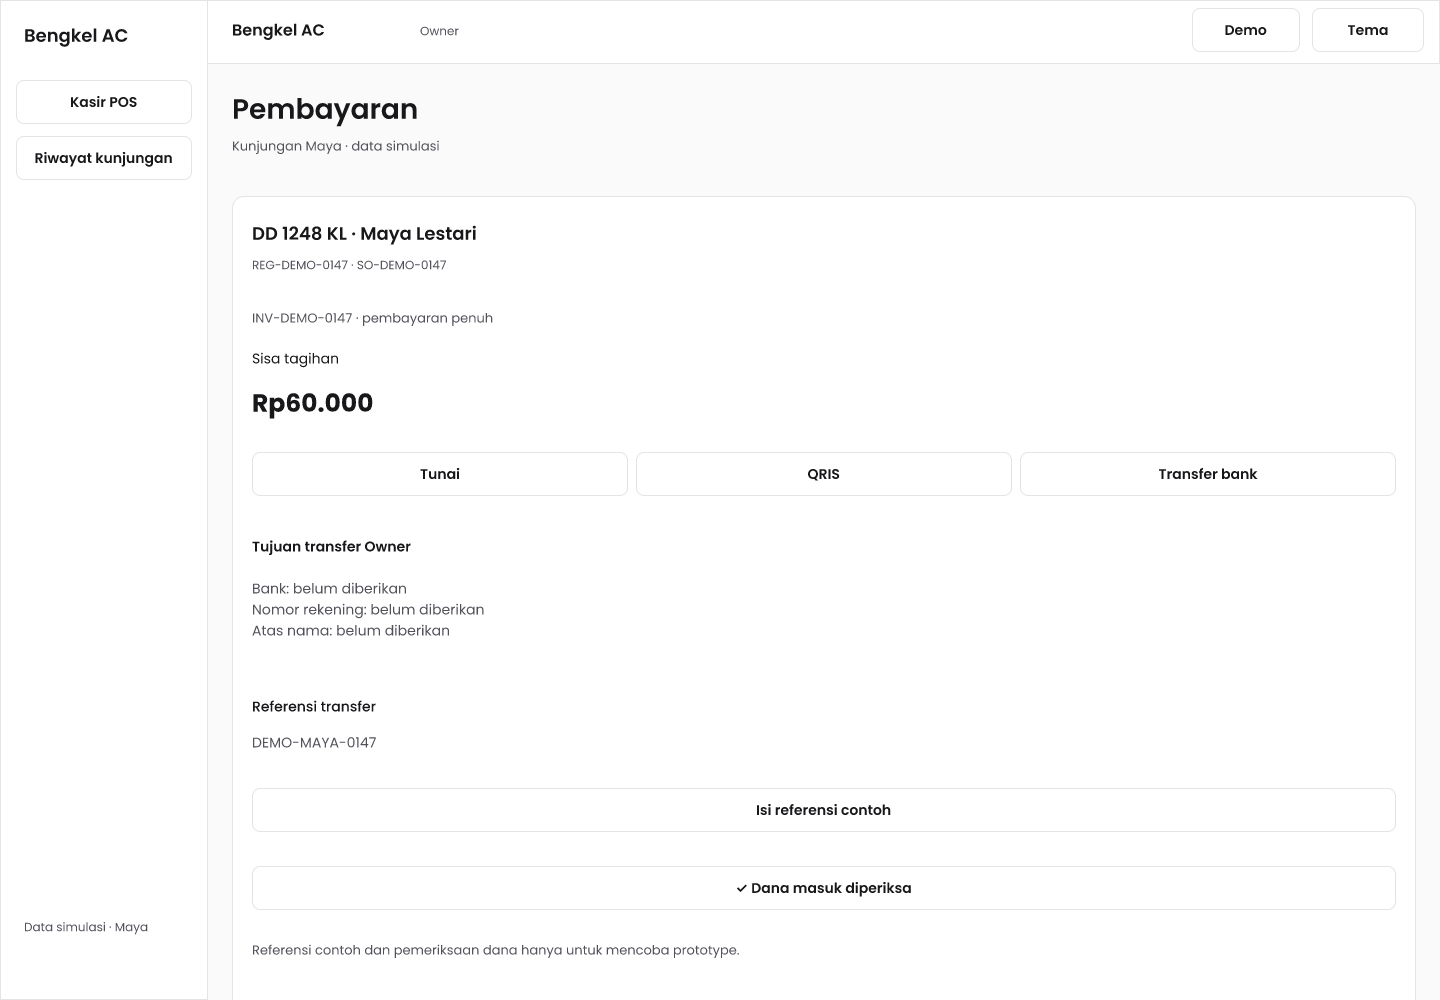 Bengkel AC
Kasir POS
Riwayat kunjungan
Data simulasi · Maya
Bengkel AC
Owner
Demo
Tema
Pembayaran
Kunjungan Maya · data simulasi
DD 1248 KL · Maya Lestari
REG-DEMO-0147 · SO-DEMO-0147
INV-DEMO-0147 · pembayaran penuh
Sisa tagihan
Rp60.000
Tunai
QRIS
Transfer bank
Tujuan transfer Owner
Bank: belum diberikan
Nomor rekening: belum diberikan
Atas nama: belum diberikan
Referensi transfer
DEMO-MAYA-0147
Isi referensi contoh
✓ Dana masuk diperiksa
Referensi contoh dan pemeriksaan dana hanya untuk mencoba prototype.